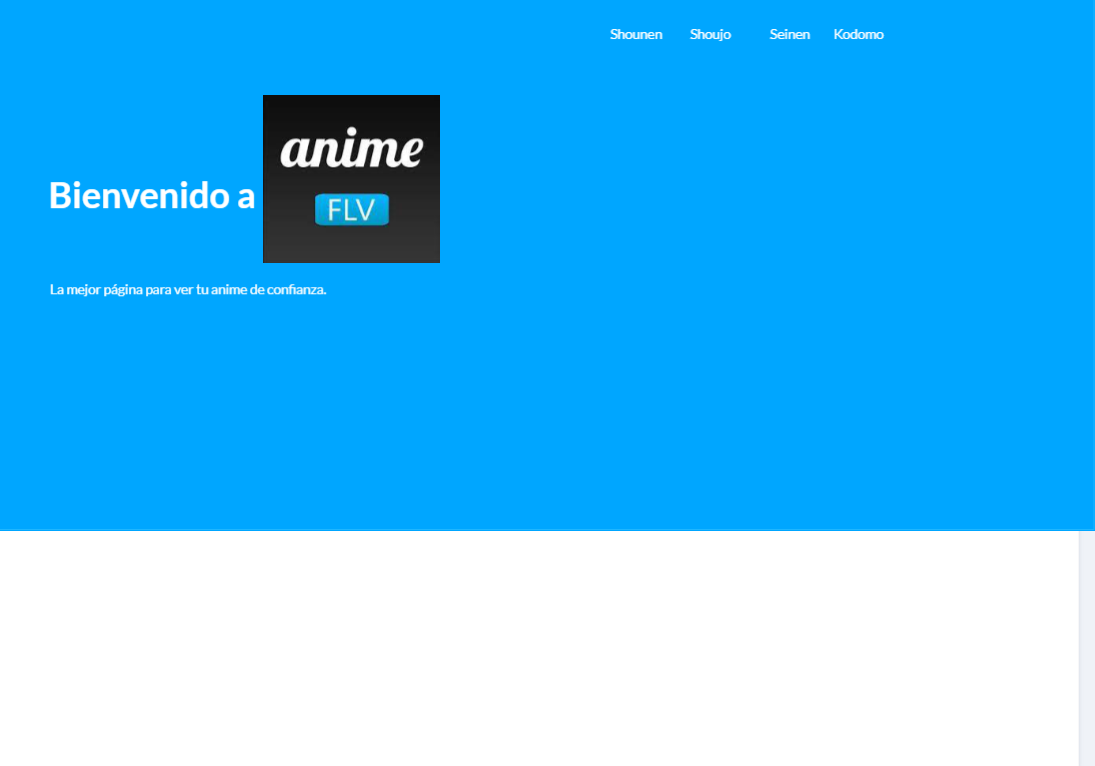 Shounen Shoujo Seinen Kodomo
anime
Bienvenido a
FLV
La mejor página para ver tu anime de confianza.